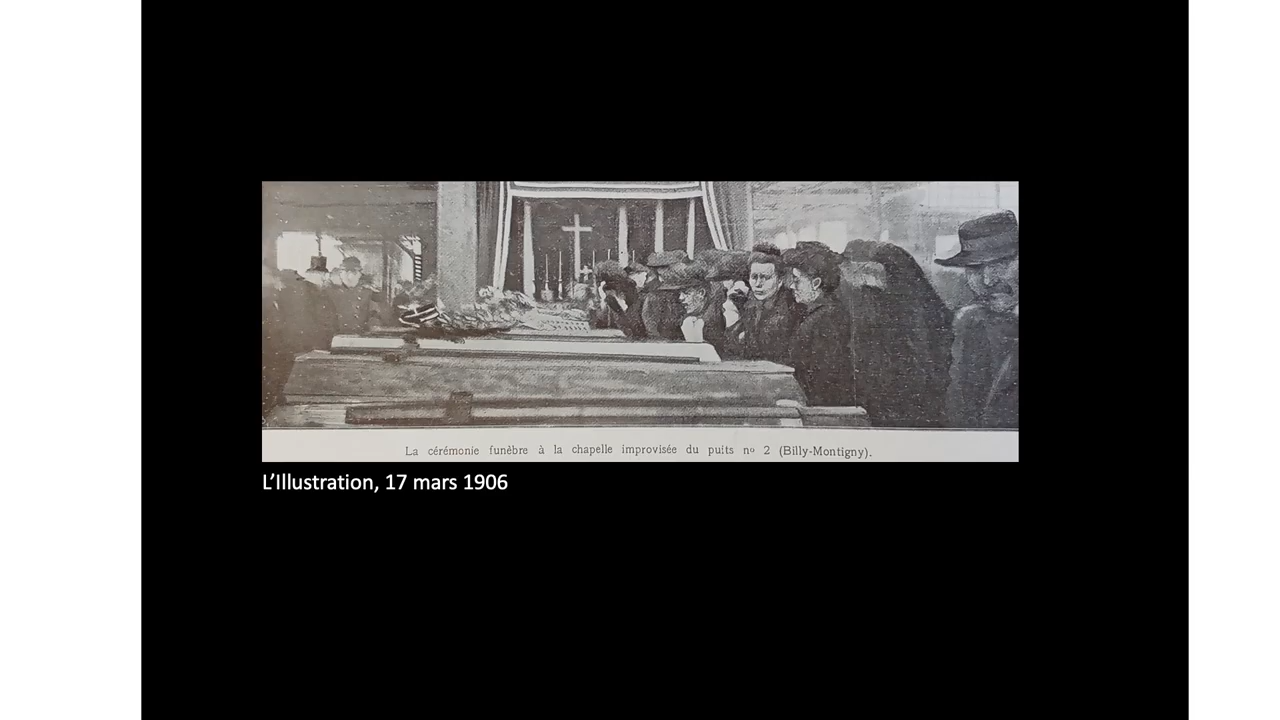 La cérémonie funèbre à la chapelle improvisée du puits nº 2 (Billy-Montigny).
L’Illustration, 17 mars 1906